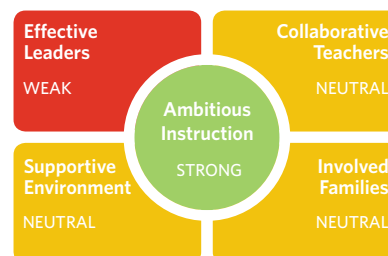 Effective
Leaders
WEAK
Collaborative
Teachers
NEUTRAL
Ambitious
Instruction
STRONG
Supportive
Environment
NEUTRAL
Involved
Families
NEUTRAL